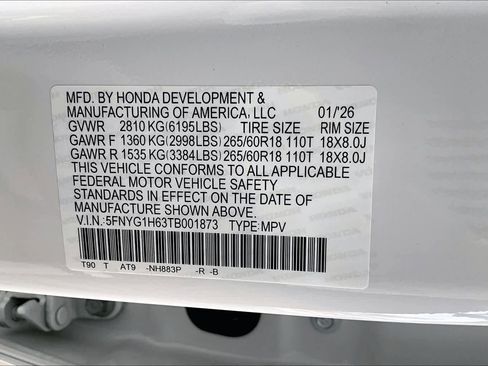 MFD. BY HONDA DEVELOPMENT &
MANUFACTURING OF AMERICA, LLC 01/'26
GVWR 2810 KG(6195LBS) TIRE SIZE RIM SIZE
GAWR F 1360 KG(2998LBS) 265/60R18 110T 18X8.0J
GAWR R 1535 KG(3384LBS) 265/60R18 110T 18X8.0J
THIS VEHICLE CONFORMS TO ALL APPLICABLE
FEDERAL MOTOR VEHICLE SAFETY
STANDARDS IN EFFECT ON THE DATE OF
MANUFACTURE SHOWN ABOVE.
V.I.N.:5FNYG1H63TB001873 TYPE:MPV
T90 T AT9 -NH883P -R -B